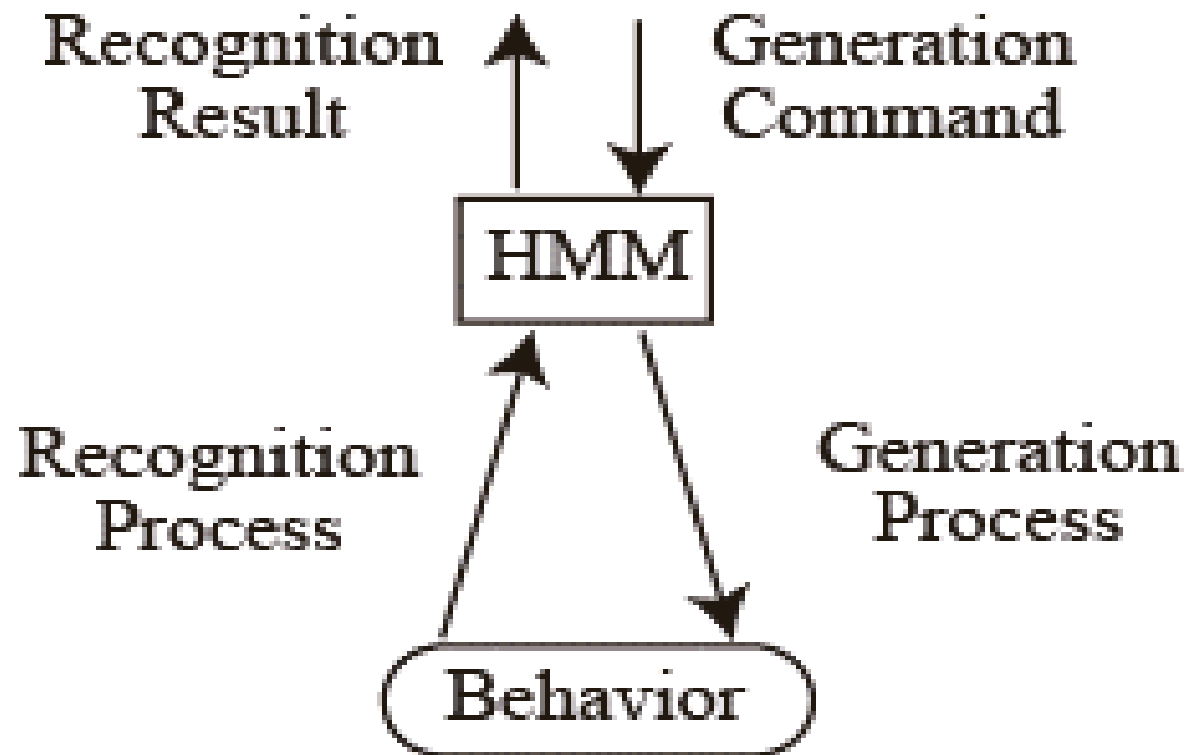 Recognition
Result
Generation
Command
HMM
Recognition
Process
Generation
Process
Behavior